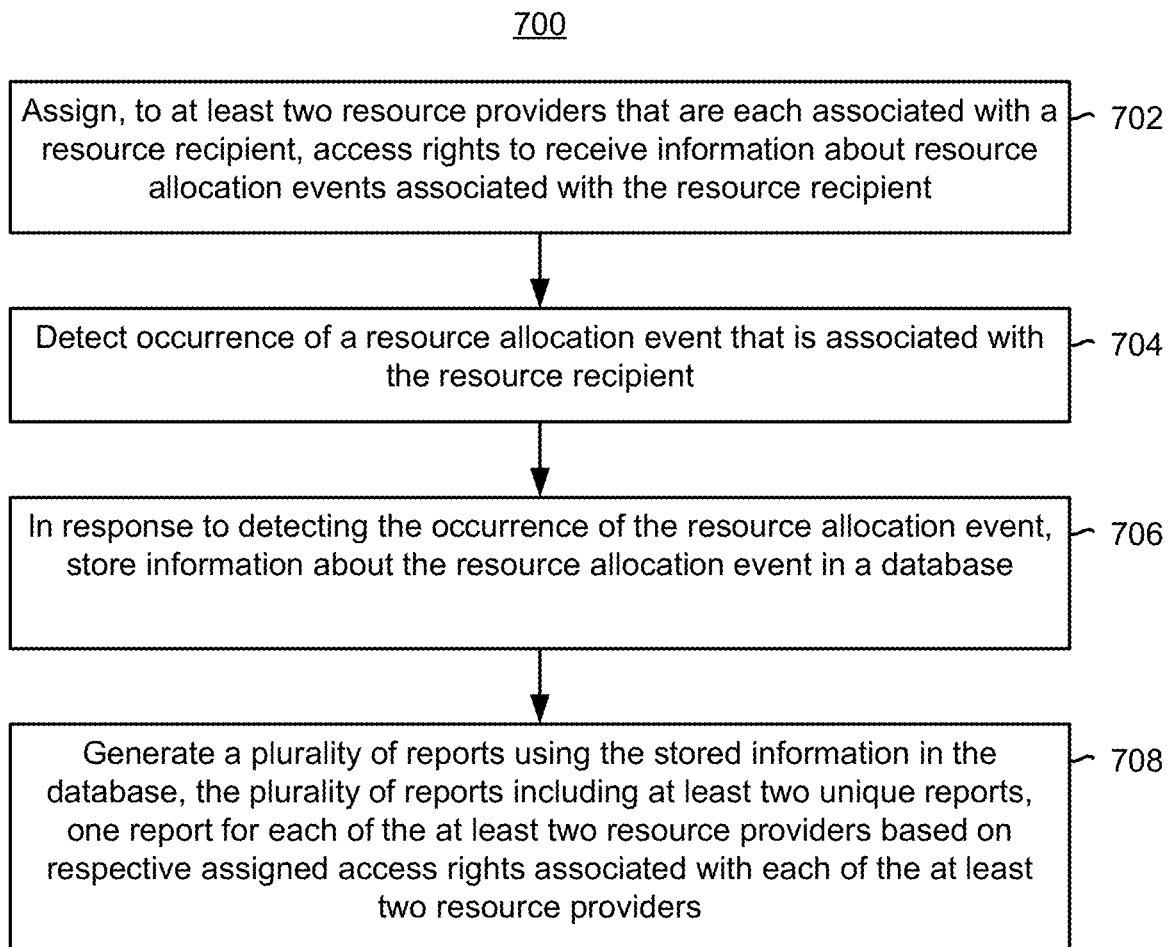 700
Assign, to at least two resource providers that are each associated with a
resource recipient, access rights to receive information about resource
allocation events associated with the resource recipient
702
Detect occurrence of a resource allocation event that is associated with
the resource recipient
704
In response to detecting the occurrence of the resource allocation event,
store information about the resource allocation event in a database
706
Generate a plurality of reports using the stored information in the
database, the plurality of reports including at least two unique reports,
one report for each of the at least two resource providers based on
respective assigned access rights associated with each of the at least
two resource providers
708